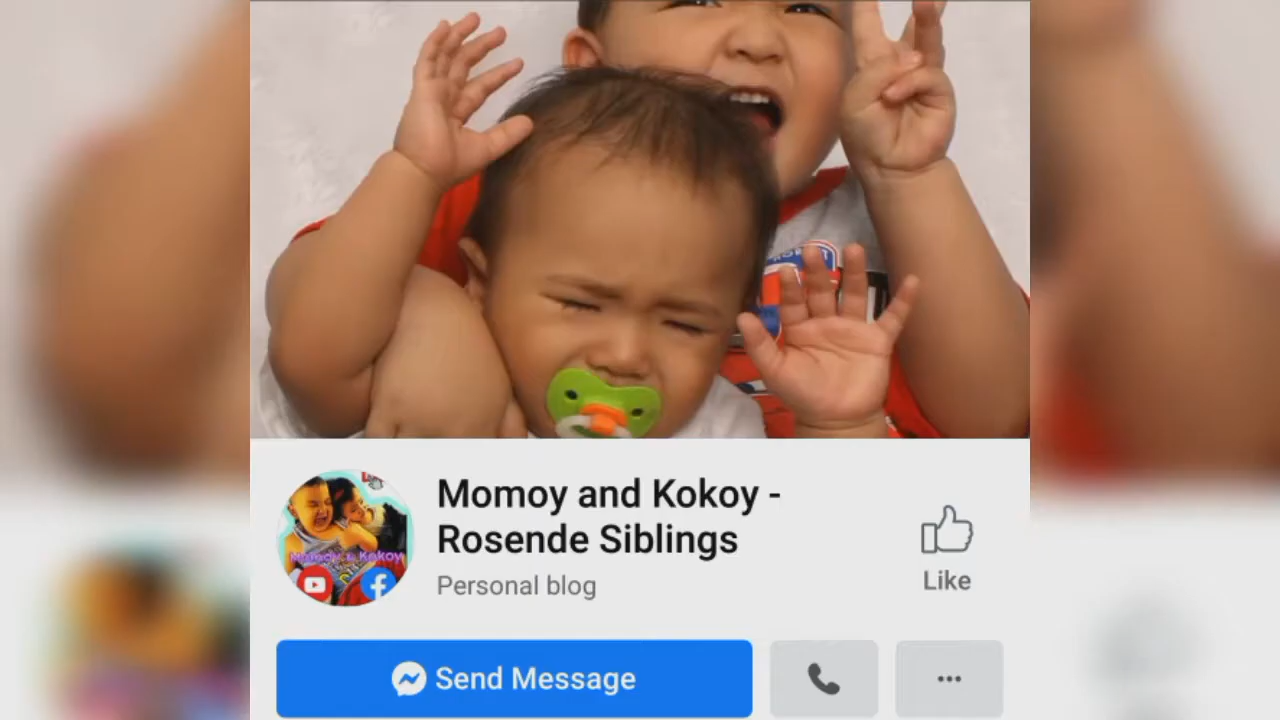 Momoy and Kokoy -
Rosende Siblings
Personal blog
Like
Send Message